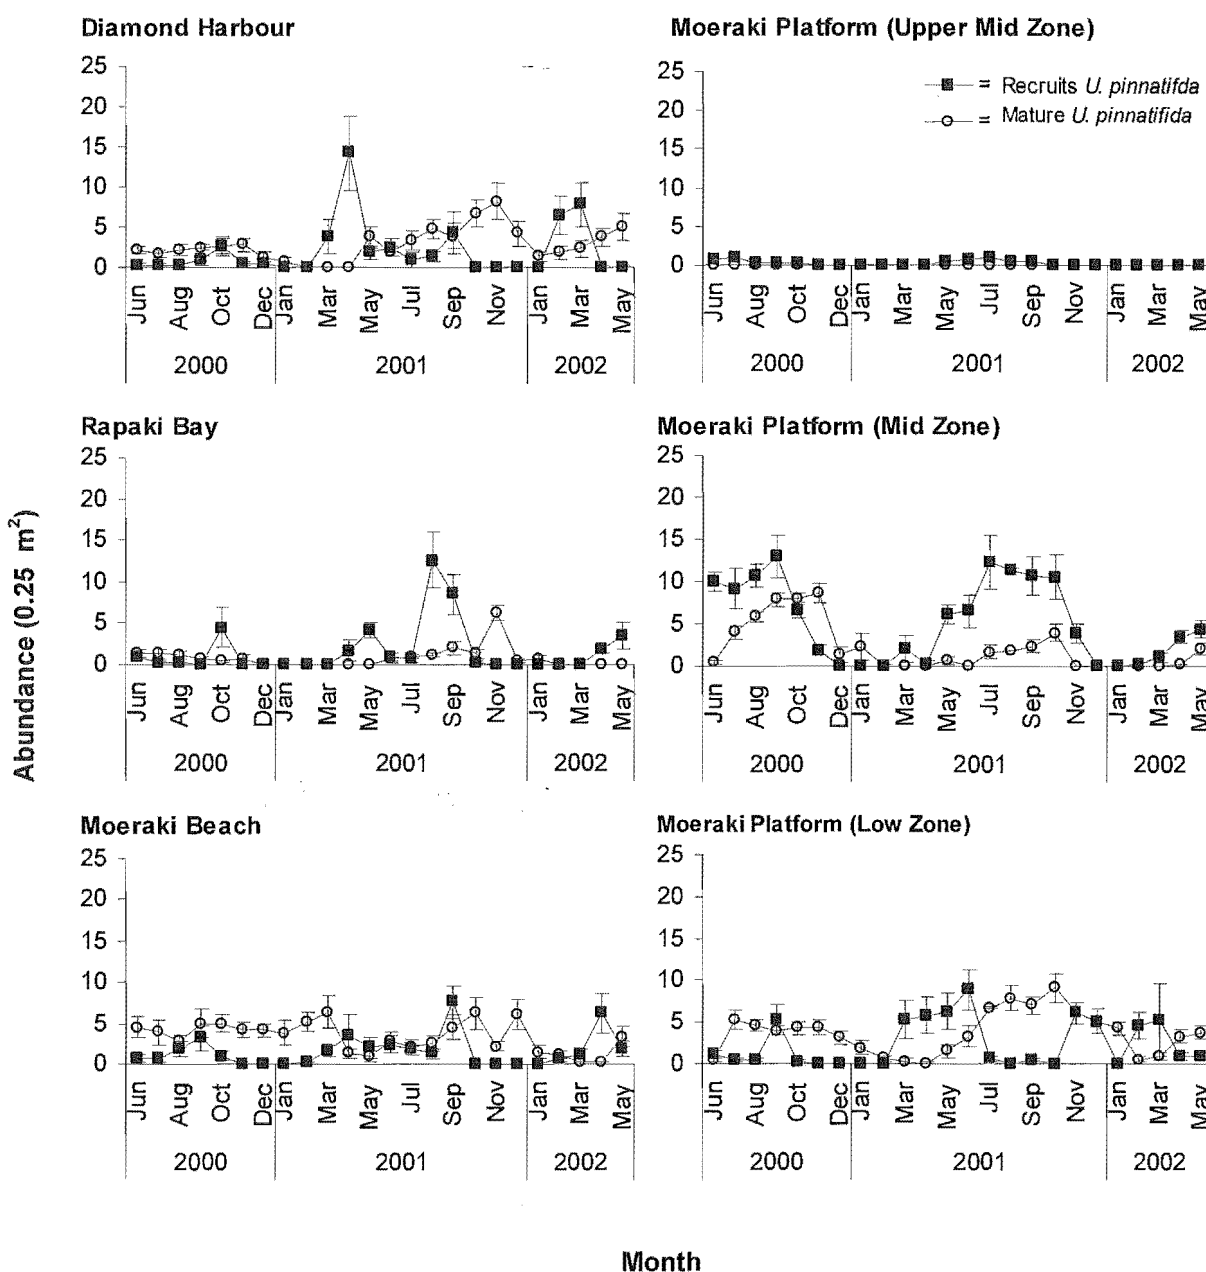 Diamond Harbour
25
20
15
10
5
0
Jun Aug Oct Dec Jan Mar May Jul Sep Nov Jan Mar May
2000 2001 2002
Moeraki Platform (Upper Mid Zone)
= Recruits U. pinnatifda
= Mature U. pinnatifida
25
20
15
10
5
0
Jun Aug Oct Dec Jan Mar May Jul Sep Nov Jan Mar May
2000 2001 2002
Rapaki Bay
25
20
15
10
5
0
Jun Aug Oct Dec Jan Mar May Jul Sep Nov Jan Mar May
2000 2001 2002
Moeraki Platform (Mid Zone)
25
20
15
10
5
0
Jun Aug Oct Dec Jan Mar May Jul Sep Nov Jan Mar May
2000 2001 2002
Moeraki Beach
25
20
15
10
5
0
Jun Aug Oct Dec Jan Mar May Jul Sep Nov Jan Mar May
2000 2001 2002
Moeraki Platform (Low Zone)
25
20
15
10
5
0
Jun Aug Oct Dec Jan Mar May Jul Sep Nov Jan Mar May
2000 2001 2002
Abundance (0.25 m²)
Month